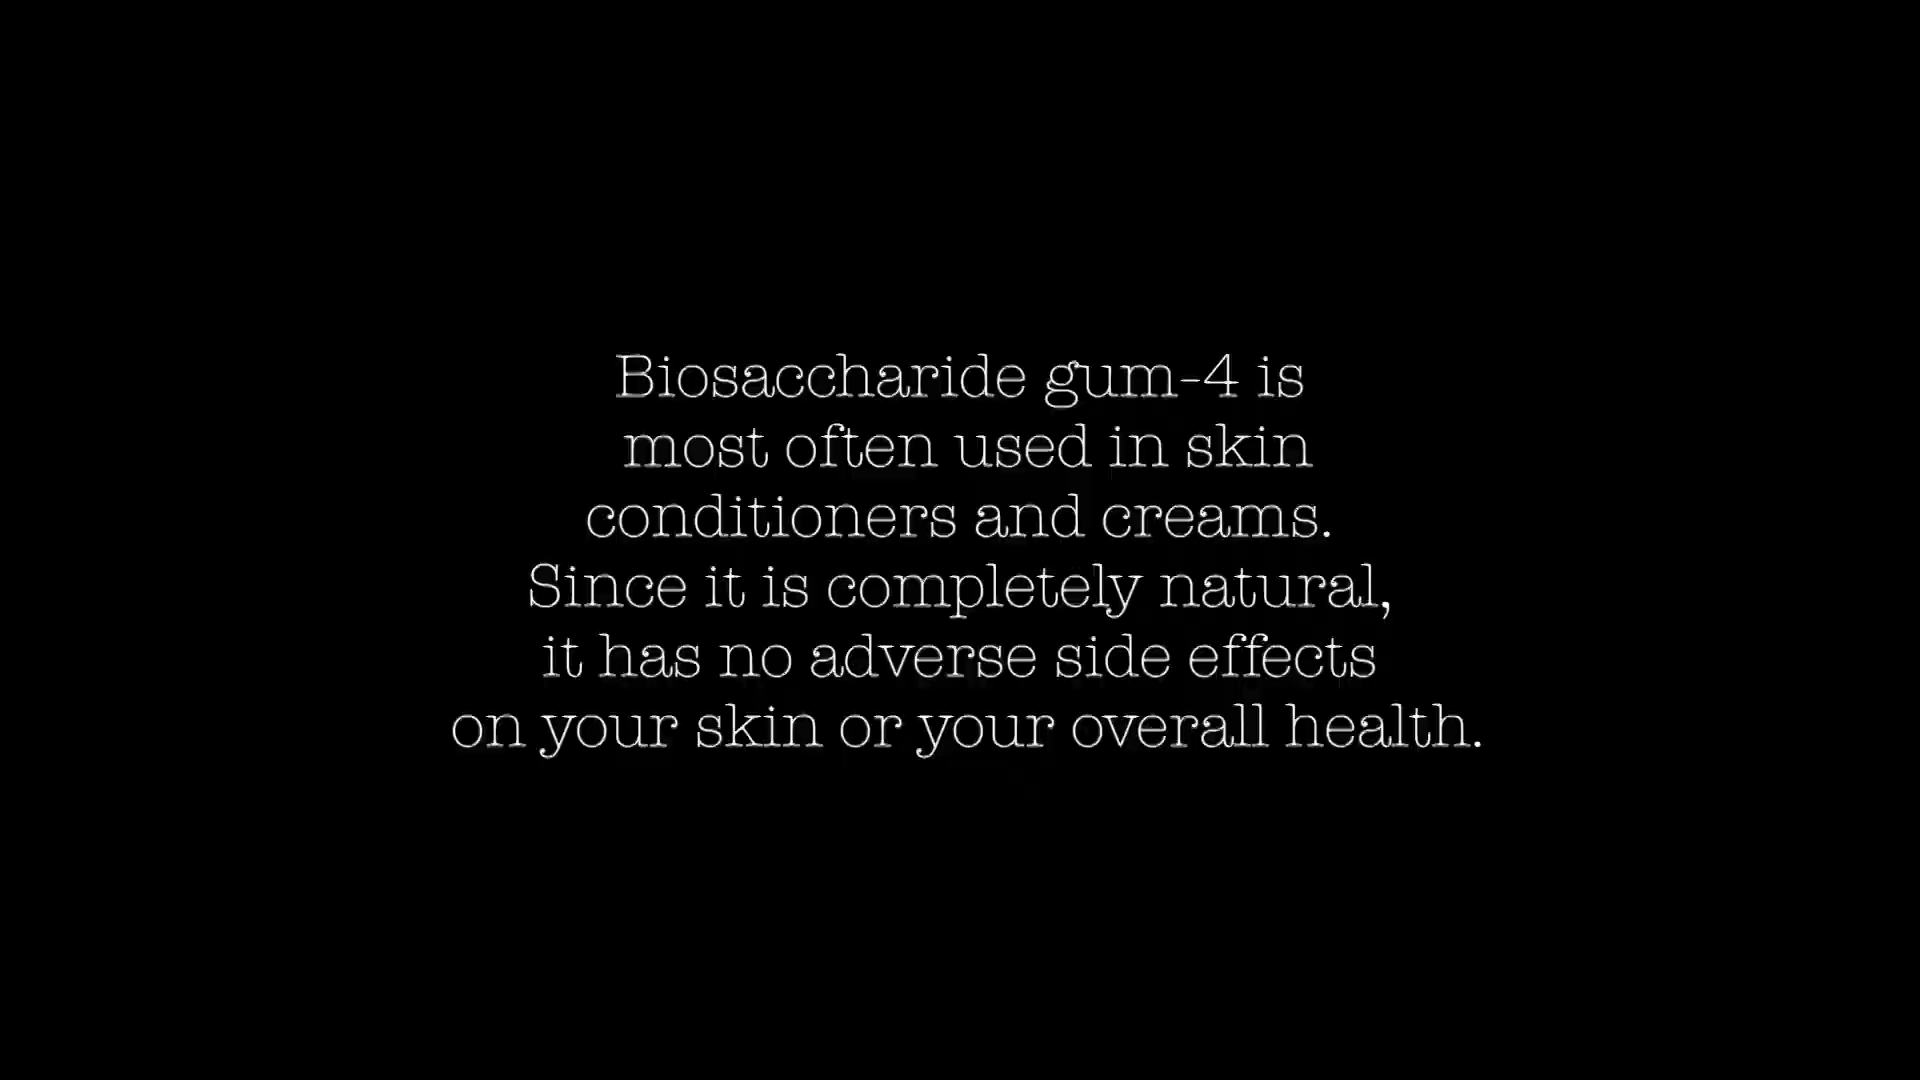 Biosaccharide gum-4 is
most often used in skin
conditioners and creams.
Since it is completely natural,
it has no adverse side effects
on your skin or your overall health.